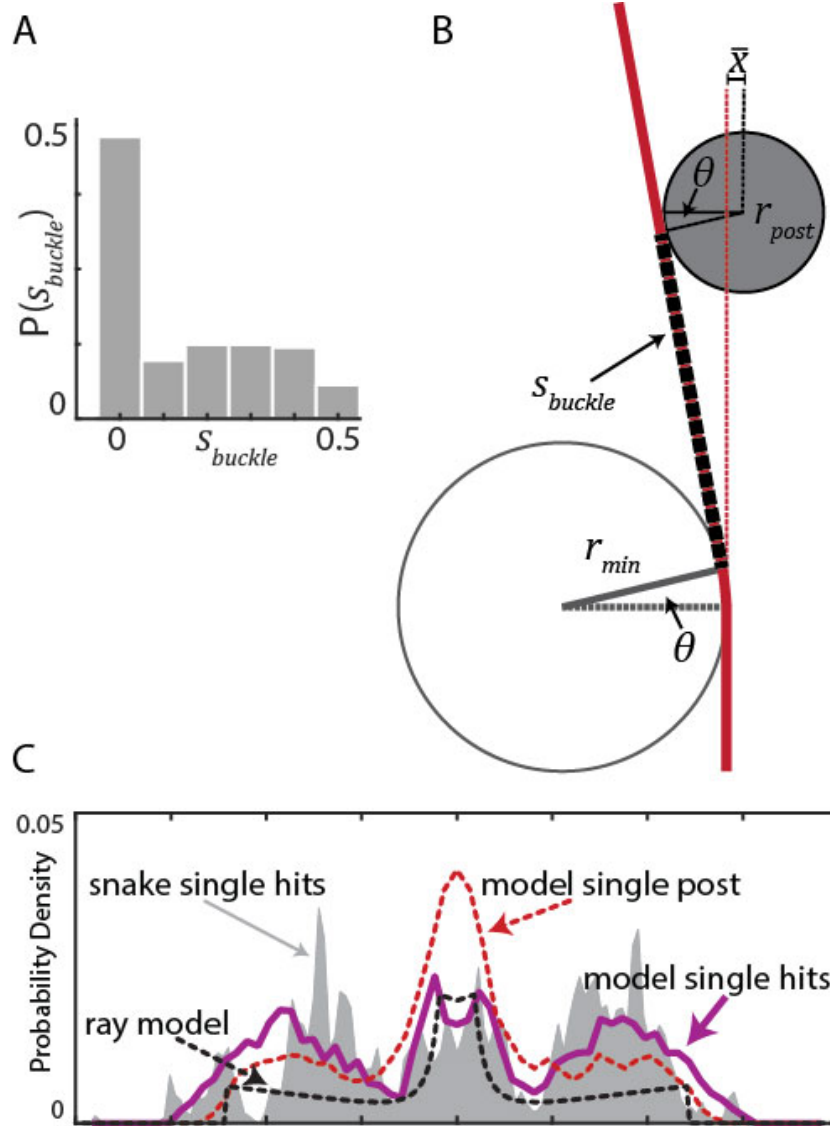 A
0.5
P(s_buckle)
0
0
s_buckle
0.5
B
x̄
θ
r_post
s_buckle
r_min
θ
C
0.05
Probability Density
0
snake single hits
model single post
model single hits
ray model